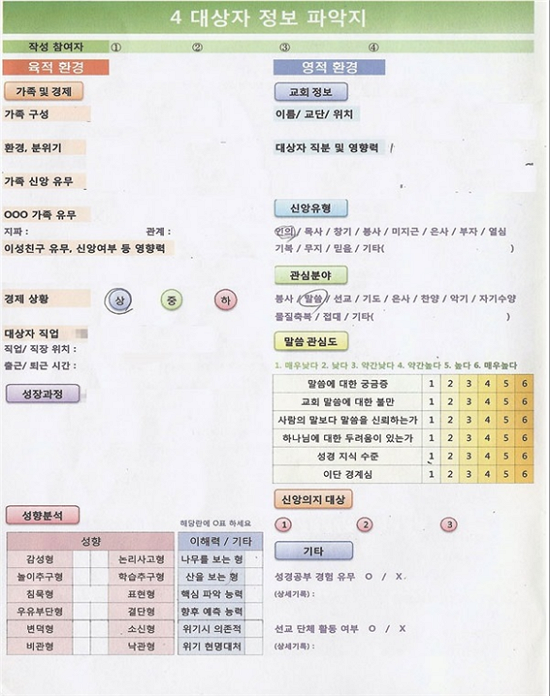 4 대상자 정보 파악지
작성 참여자 ① ② ③ ④
육적 환경
가족 및 경제
가족 구성
환경, 분위기
가족 신앙 유무
OOO 가족 유무
지파 : 관계 :
이성친구 유무, 신앙여부 등 영향력
경제 상황 상 중 하
대상자 직업
직업/ 직장 위치 :
출근/ 퇴근 시간 :
성장과정
성향분석
해당란에 O표 하세요
성향 이해력 / 기타
감성형 논리사고형 나무를 보는 형
놀이추구형 학습추구형 산을 보는 형
침묵형 표현형 핵심 파악 능력
우유부단형 결단형 향후 예측 능력
변덕형 소신형 위기시 의존적
비관형 낙관형 위기 현명대처
영적 환경
교회 정보
이름/ 교단/ 위치
대상자 직분 및 영향력
신앙유형
인의 / 목사 / 창기 / 봉사 / 미지근 / 은사 / 부자 / 열심
기복 / 무지 / 믿음 / 기타( )
관심분야
봉사 / 말씀 / 선교 / 기도 / 은사 / 찬양 / 악기 / 자기수양
물질축복 / 접대 / 기타( )
말씀 관심도
1. 매우낮다 2. 낮다 3. 약간낮다 4. 약간높다 5. 높다 6. 매우높다
말씀에 대한 궁금증 1 2 3 4 5 6
교회 말씀에 대한 불만 1 2 3 4 5 6
사람의 말보다 말씀을 신뢰하는가 1 2 3 4 5 6
하나님에 대한 두려움이 있는가 1 2 3 4 5 6
성경 지식 수준 1 2 3 4 5 6
이단 경계심 1 2 3 4 5 6
신앙의지 대상
1 2 3
기타
성경공부 경험 유무 O / X
(상세기록) :
선교 단체 활동 여부 O / X
(상세기록) :